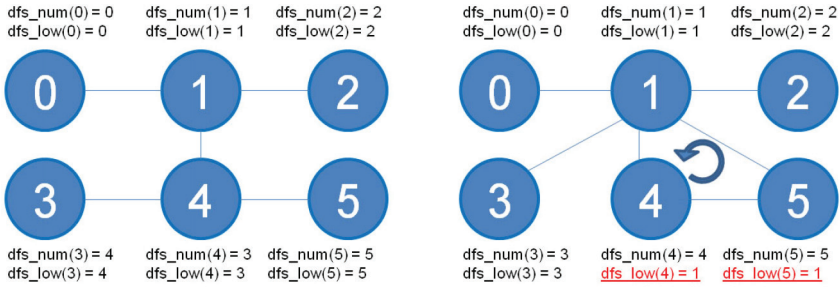 dfs_num(0) = 0 dfs_num(1) = 1 dfs_num(2) = 2
dfs_low(0) = 0 dfs_low(1) = 1 dfs_low(2) = 2
0 1 2
3 4 5
dfs_num(3) = 4 dfs_num(4) = 3 dfs_num(5) = 5
dfs_low(3) = 4 dfs_low(4) = 3 dfs_low(5) = 5
dfs_num(0) = 0 dfs_num(1) = 1 dfs_num(2) = 2
dfs_low(0) = 0 dfs_low(1) = 1 dfs_low(2) = 2
0 1 2
3 4 5
dfs_num(3) = 3 dfs_num(4) = 4 dfs_num(5) = 5
dfs_low(3) = 3 dfs_low(4) = 1 dfs_low(5) = 1